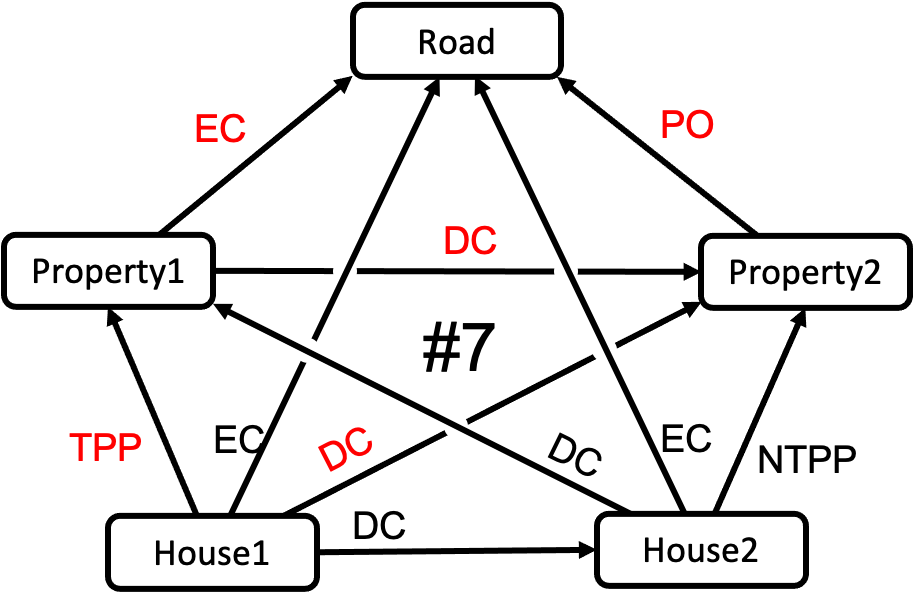 Road
EC
PO
Property1
DC
Property2
#7
TPP
EC
DC
DC
EC
NTPP
DC
House1
House2